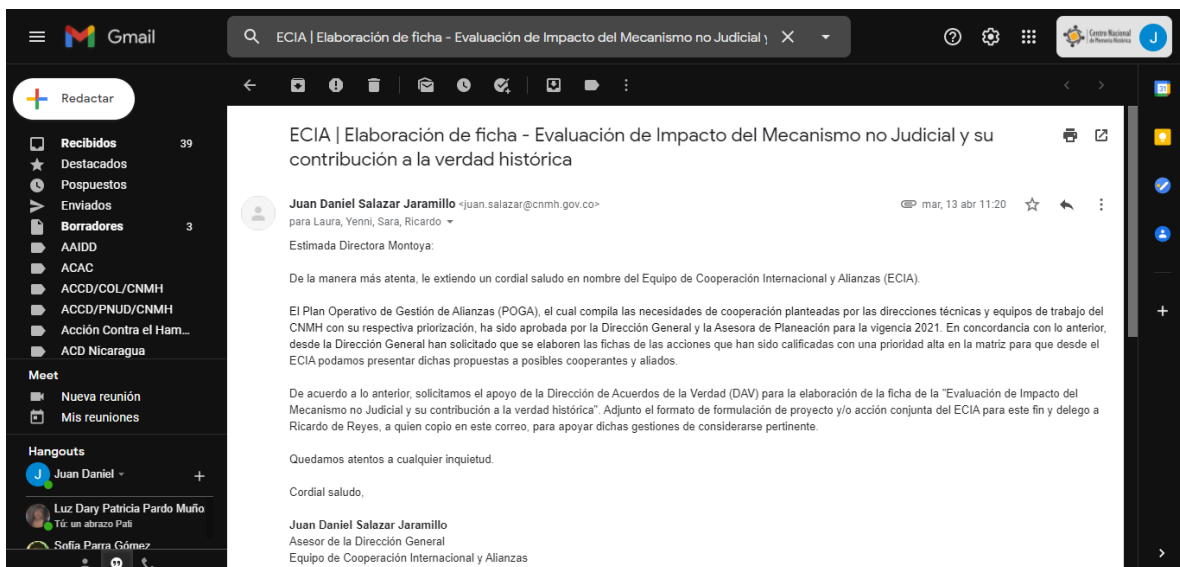 Gmail
ECIA | Elaboración de ficha - Evaluación de Impacto del Mecanismo no Judicial y
Centro Nacional
de Memoria Histórica
J
Redactar
31
Recibidos 39
Destacados
Pospuestos
Enviados
Borradores 3
AAIDD
ACAC
ACCD/COL/CNMH
ACCD/PNUD/CNMH
Acción Contra el Ham...
ACD Nicaragua
Meet
Nueva reunión
Mis reuniones
Hangouts
J Juan Daniel
Luz Dary Patricia Pardo Muño
Tú: un abrazo Pati
Sofía Parra Gómez
ECIA | Elaboración de ficha - Evaluación de Impacto del Mecanismo no Judicial y su
contribución a la verdad histórica
Juan Daniel Salazar Jaramillo <juan.salazar@cnmh.gov.co> mar, 13 abr 11:20
para Laura, Yenni, Sara, Ricardo
Estimada Directora Montoya:
De la manera más atenta, le extiendo un cordial saludo en nombre del Equipo de Cooperación Internacional y Alianzas (ECIA).
El Plan Operativo de Gestión de Alianzas (POGA), el cual compila las necesidades de cooperación planteadas por las direcciones técnicas y equipos de trabajo del
CNMH con su respectiva priorización, ha sido aprobada por la Dirección General y la Asesora de Planeación para la vigencia 2021. En concordancia con lo anterior,
desde la Dirección General han solicitado que se elaboren las fichas de las acciones que han sido calificadas con una prioridad alta en la matriz para que desde el
ECIA podamos presentar dichas propuestas a posibles cooperantes y aliados.
De acuerdo a lo anterior, solicitamos el apoyo de la Dirección de Acuerdos de la Verdad (DAV) para la elaboración de la ficha de la "Evaluación de Impacto del
Mecanismo no Judicial y su contribución a la verdad histórica". Adjunto el formato de formulación de proyecto y/o acción conjunta del ECIA para este fin y delego a
Ricardo de Reyes, a quien copio en este correo, para apoyar dichas gestiones de considerarse pertinente.
Quedamos atentos a cualquier inquietud.
Cordial saludo,
Juan Daniel Salazar Jaramillo
Asesor de la Dirección General
Equipo de Cooperación Internacional y Alianzas